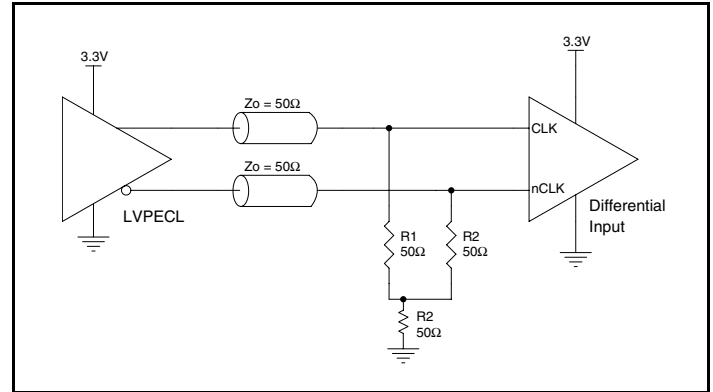 3.3V
3.3V
Zo = 50Ω
CLK
Zo = 50Ω
nCLK
LVPECL
Differential
Input
R1
50Ω
R2
50Ω
R2
50Ω